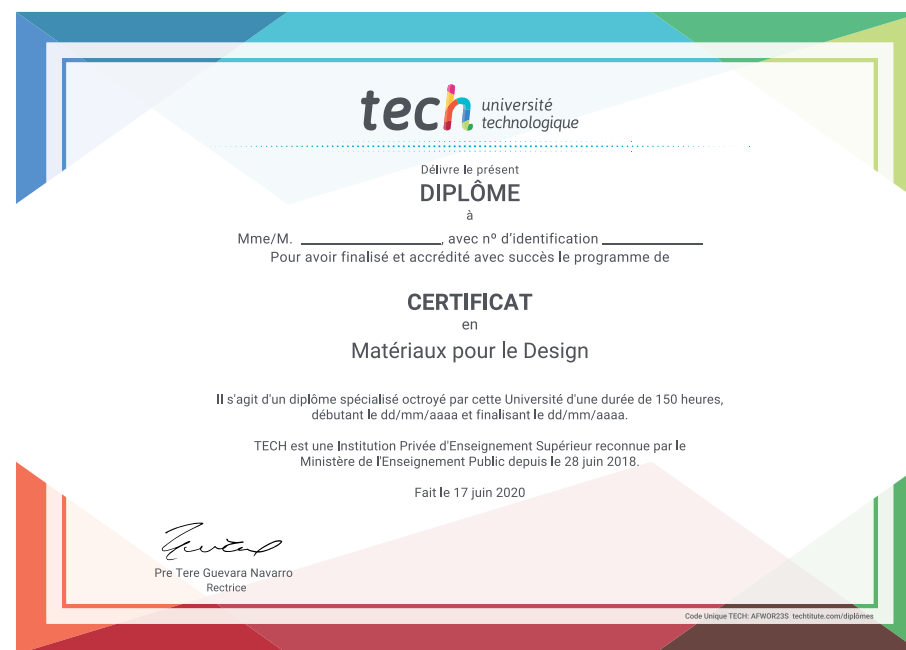 tech université
technologique
Délivre le présent
DIPLÔME
à
Mme/M. , avec nº d'identification
Pour avoir finalisé et accrédité avec succès le programme de
CERTIFICAT
en
Matériaux pour le Design
Il s'agit d'un diplôme spécialisé octroyé par cette Université d'une durée de 150 heures,
débutant le dd/mm/aaaa et finalisant le dd/mm/aaaa.
TECH est une Institution Privée d'Enseignement Supérieur reconnue par le
Ministère de l'Enseignement Public depuis le 28 juin 2018.
Fait le 17 juin 2020
Pre Tere Guevara Navarro
Rectrice
Code Unique TECH: AFWOR23S techtitute.com/diplômes